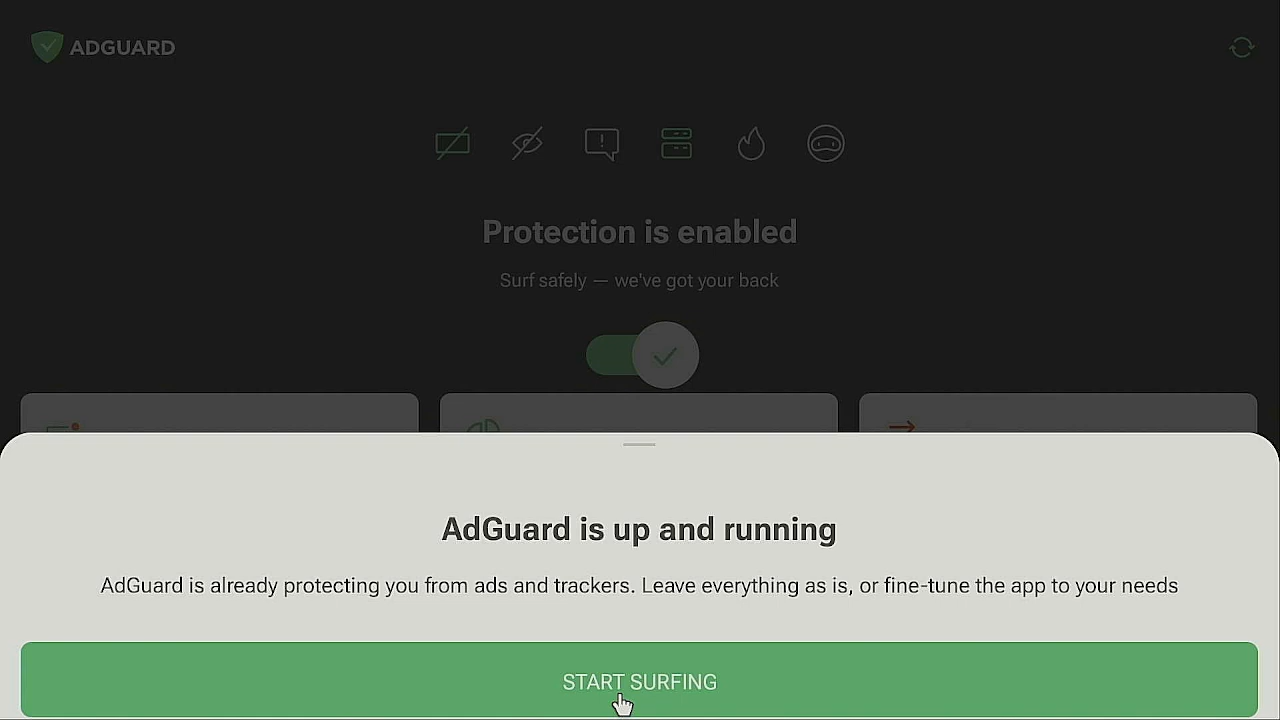 ADGUARD
Protection is enabled
Surf safely — we've got your back
AdGuard is up and running
AdGuard is already protecting you from ads and trackers. Leave everything as is, or fine-tune the app to your needs
START SURFING